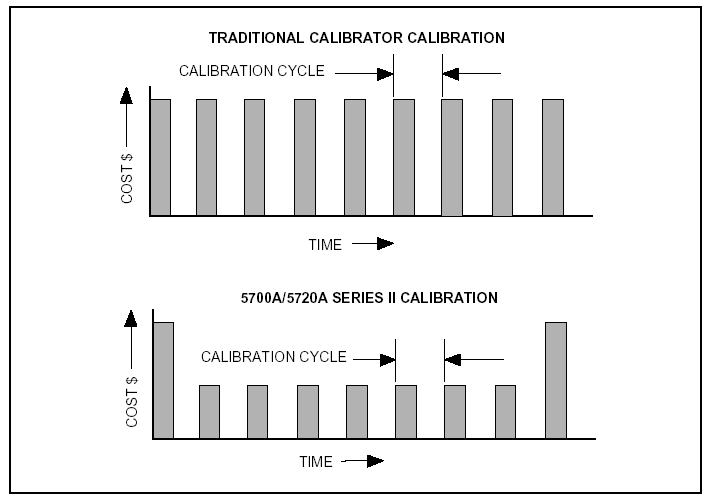 TRADITIONAL CALIBRATOR CALIBRATION
CALIBRATION CYCLE
COST $
TIME
5700A/5720A SERIES II CALIBRATION
CALIBRATION CYCLE
COST $
TIME